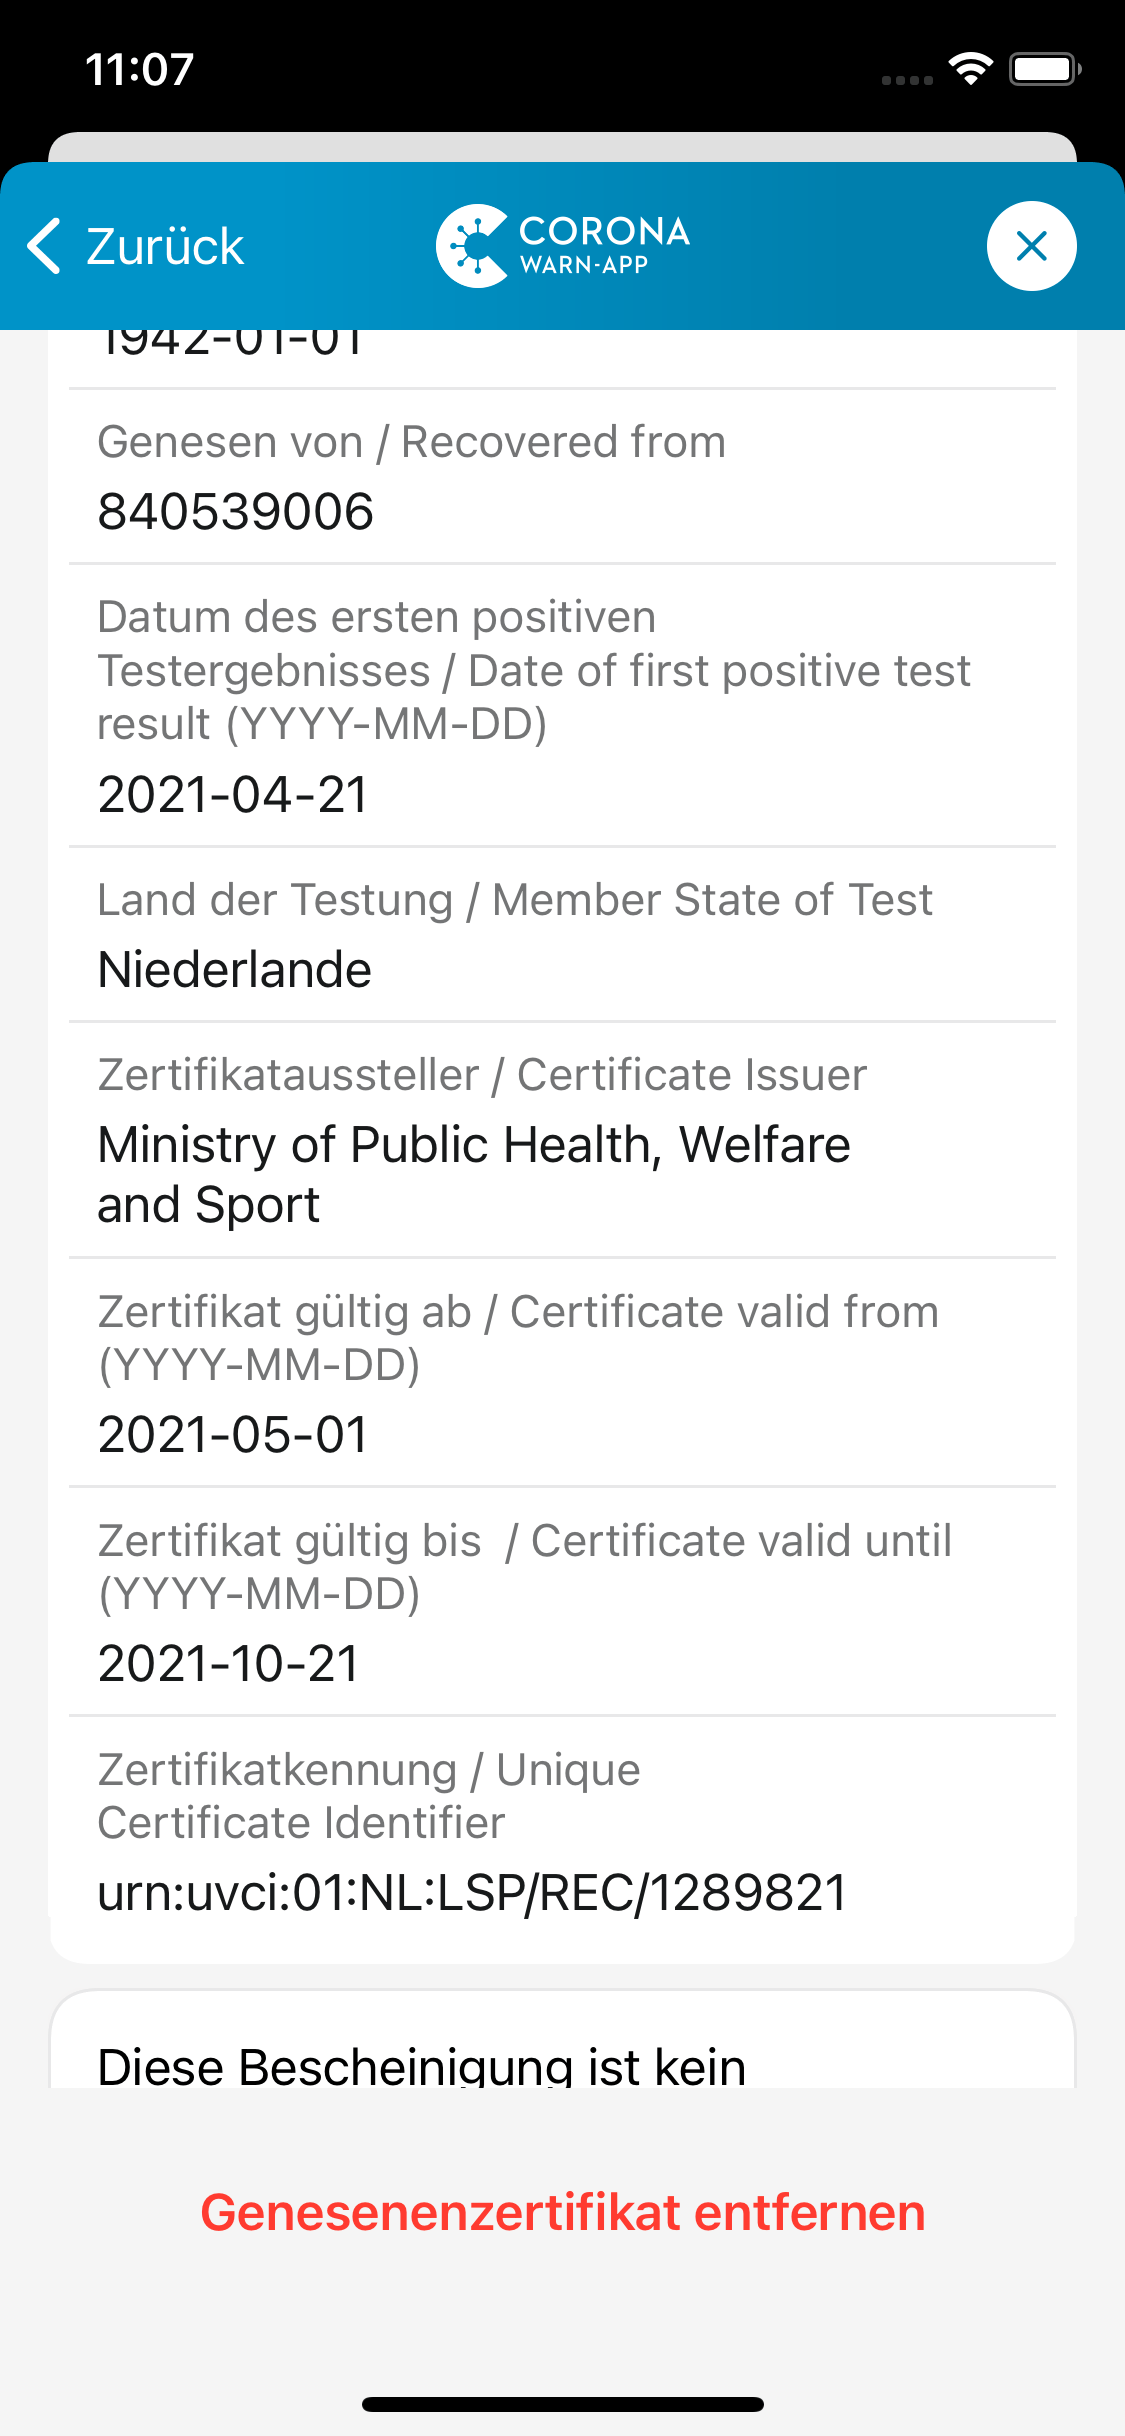 11:07
Zurück
CORONA
WARN-APP
1942-01-01
Genesen von / Recovered from
840539006
Datum des ersten positiven
Testergebnisses / Date of first positive test
result (YYYY-MM-DD)
2021-04-21
Land der Testung / Member State of Test
Niederlande
Zertifikataussteller / Certificate Issuer
Ministry of Public Health, Welfare
and Sport
Zertifikat gültig ab / Certificate valid from
(YYYY-MM-DD)
2021-05-01
Zertifikat gültig bis  / Certificate valid until
(YYYY-MM-DD)
2021-10-21
Zertifikatkennung / Unique
Certificate Identifier
urn:uvci:01:NL:LSP/REC/1289821
Diese Bescheinigung ist kein
Genesenenzertifikat entfernen